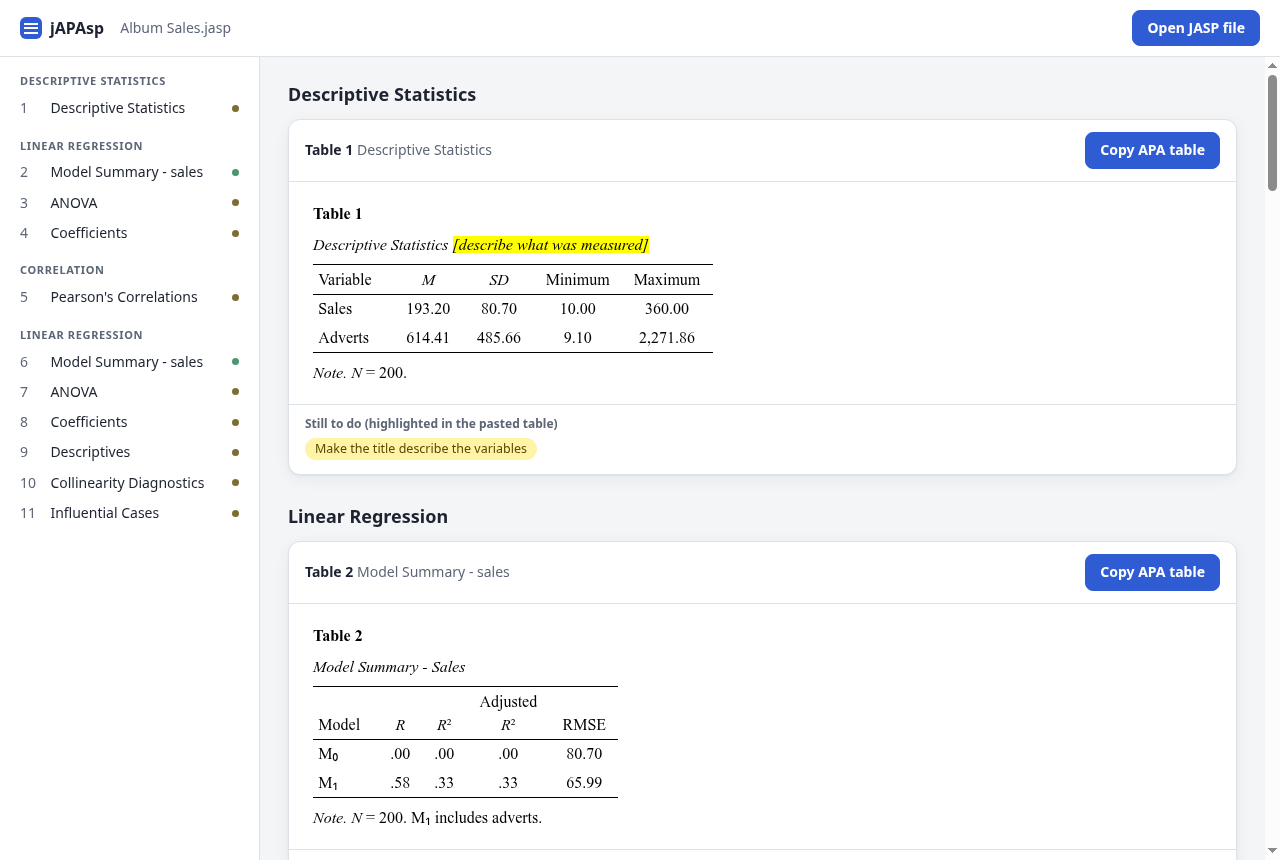 jAPAsp Album Sales.jasp Open JASP file
DESCRIPTIVE STATISTICS
1 Descriptive Statistics
LINEAR REGRESSION
2 Model Summary - sales
3 ANOVA
4 Coefficients
CORRELATION
5 Pearson's Correlations
LINEAR REGRESSION
6 Model Summary - sales
7 ANOVA
8 Coefficients
9 Descriptives
10 Collinearity Diagnostics
11 Influential Cases
Descriptive Statistics
Table 1 Descriptive Statistics Copy APA table
Table 1
Descriptive Statistics [describe what was measured]
Variable M SD Minimum Maximum
Sales 193.20 80.70 10.00 360.00
Adverts 614.41 485.66 9.10 2,271.86
Note. N = 200.
Still to do (highlighted in the pasted table)
Make the title describe the variables
Linear Regression
Table 2 Model Summary - sales Copy APA table
Table 2
Model Summary - Sales
Adjusted
Model R R² R² RMSE
M₀ .00 .00 .00 80.70
M₁ .58 .33 .33 65.99
Note. N = 200. M₁ includes adverts.